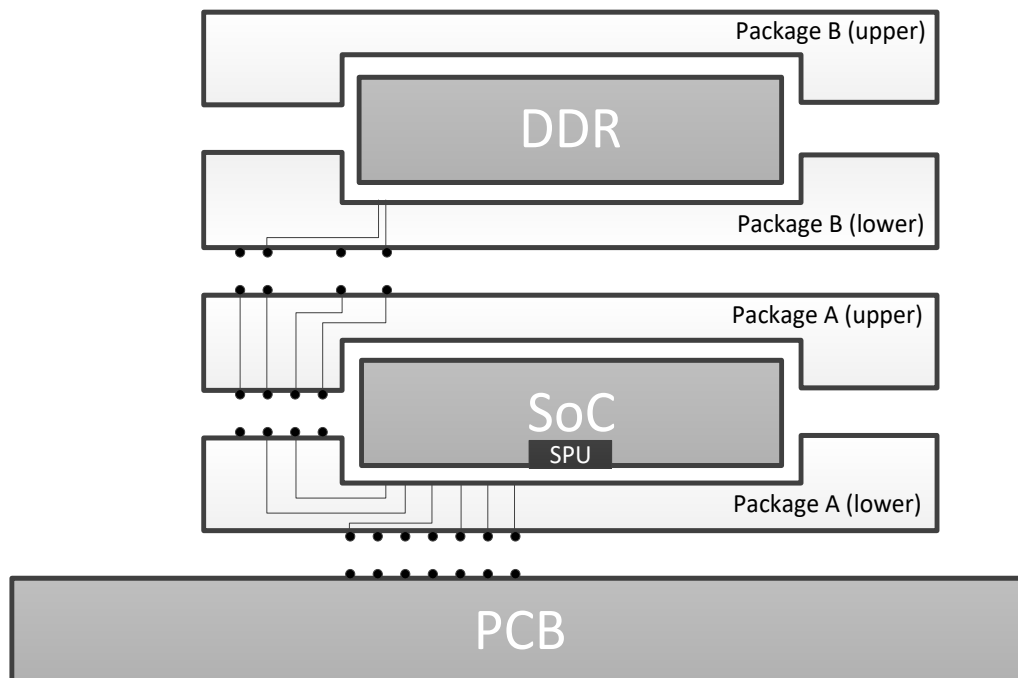 Package B (upper)
DDR
Package B (lower)
Package A (upper)
SoC
SPU
Package A (lower)
PCB